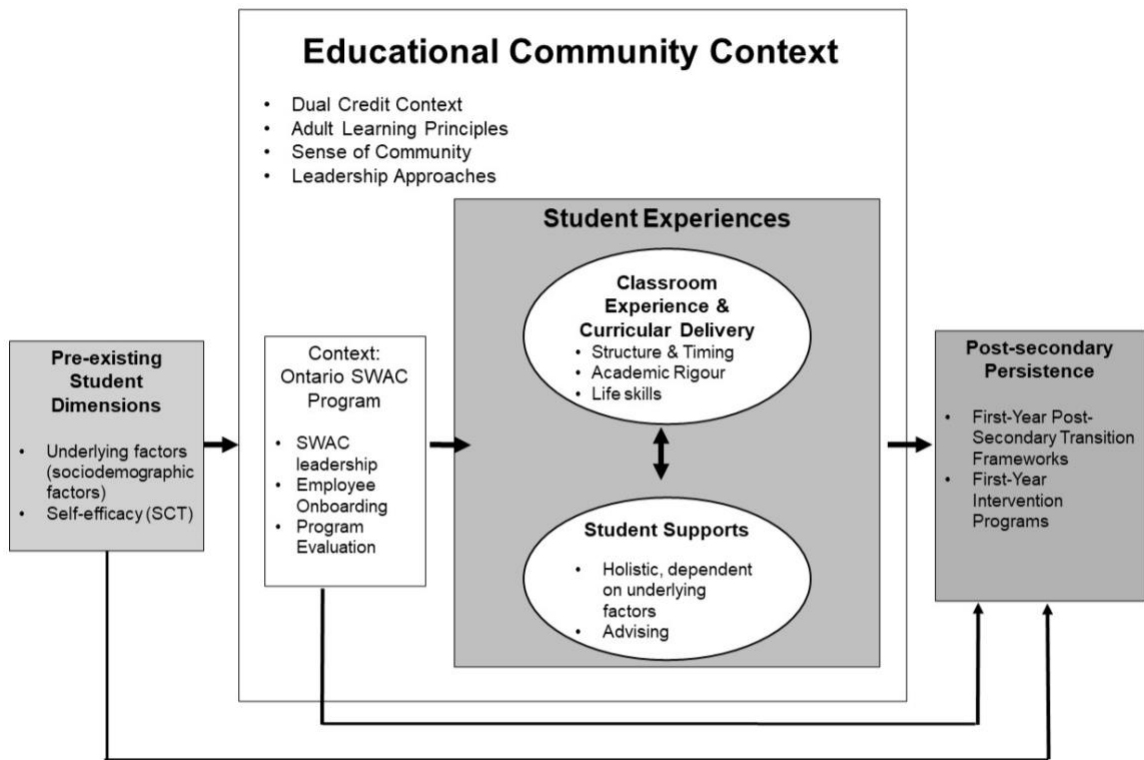 Educational Community Context
• Dual Credit Context
• Adult Learning Principles
• Sense of Community
• Leadership Approaches
Pre-existing
Student
Dimensions
• Underlying factors
(sociodemographic
factors)
• Self-efficacy (SCT)
Context:
Ontario SWAC
Program
• SWAC
leadership
• Employee
Onboarding
• Program
Evaluation
Student Experiences
Classroom
Experience &
Curricular Delivery
• Structure & Timing
• Academic Rigour
• Life skills
Student Supports
• Holistic, dependent
on underlying
factors
• Advising
Post-secondary
Persistence
• First-Year Post-
Secondary Transition
Frameworks
• First-Year
Intervention
Programs